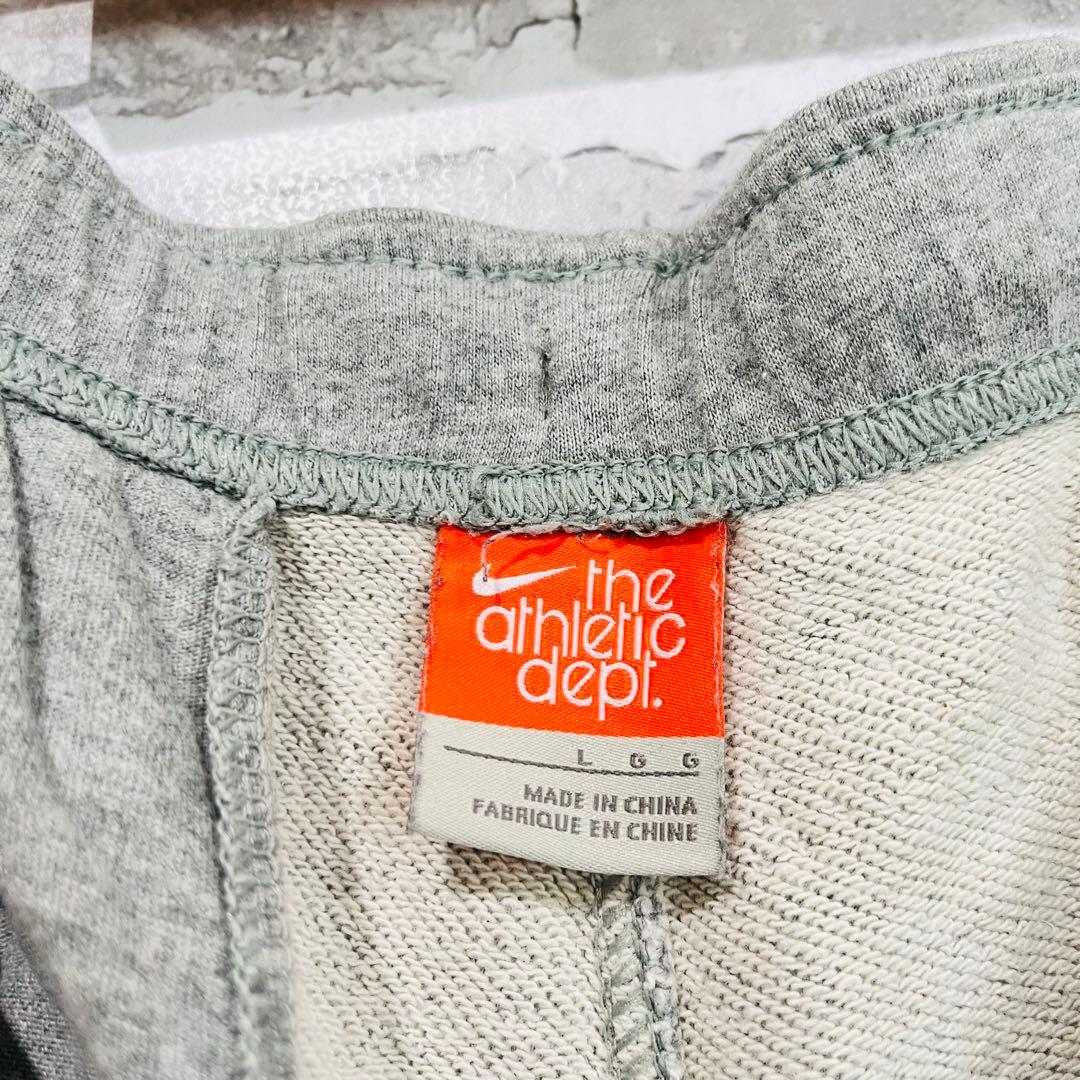 the
athletic
dept.
L G G
MADE IN CHINA
FABRIQUE EN CHINE